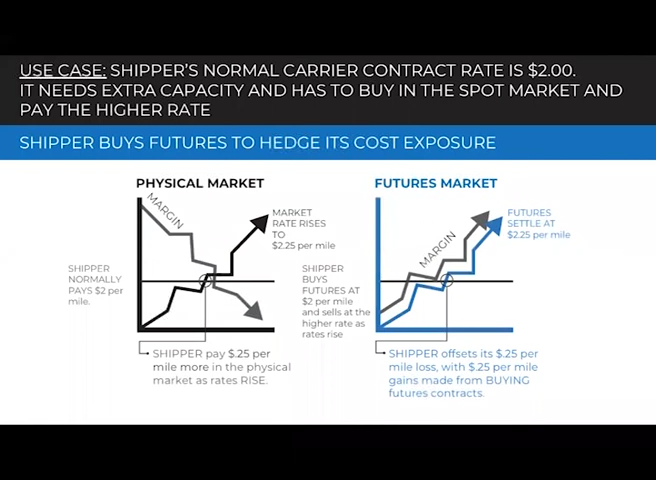 USE CASE: SHIPPER'S NORMAL CARRIER CONTRACT RATE IS $2.00.
IT NEEDS EXTRA CAPACITY AND HAS TO BUY IN THE SPOT MARKET AND
PAY THE HIGHER RATE
SHIPPER BUYS FUTURES TO HEDGE ITS COST EXPOSURE
PHYSICAL MARKET
MARGIN
MARKET
RATE RISES
TO
$2.25 per mile
SHIPPER
NORMALLY
PAYS $2 per
mile.
SHIPPER pay $.25 per
mile more in the physical
market as rates RISE.
FUTURES MARKET
MARGIN
FUTURES
SETTLE AT
$2.25 per mile
SHIPPER
BUYS
FUTURES AT
$2 per mile
and sells at the
higher rate as
rates rise
SHIPPER offsets its $.25 per
mile loss, with $.25 per mile
gains made from BUYING
futures contracts.